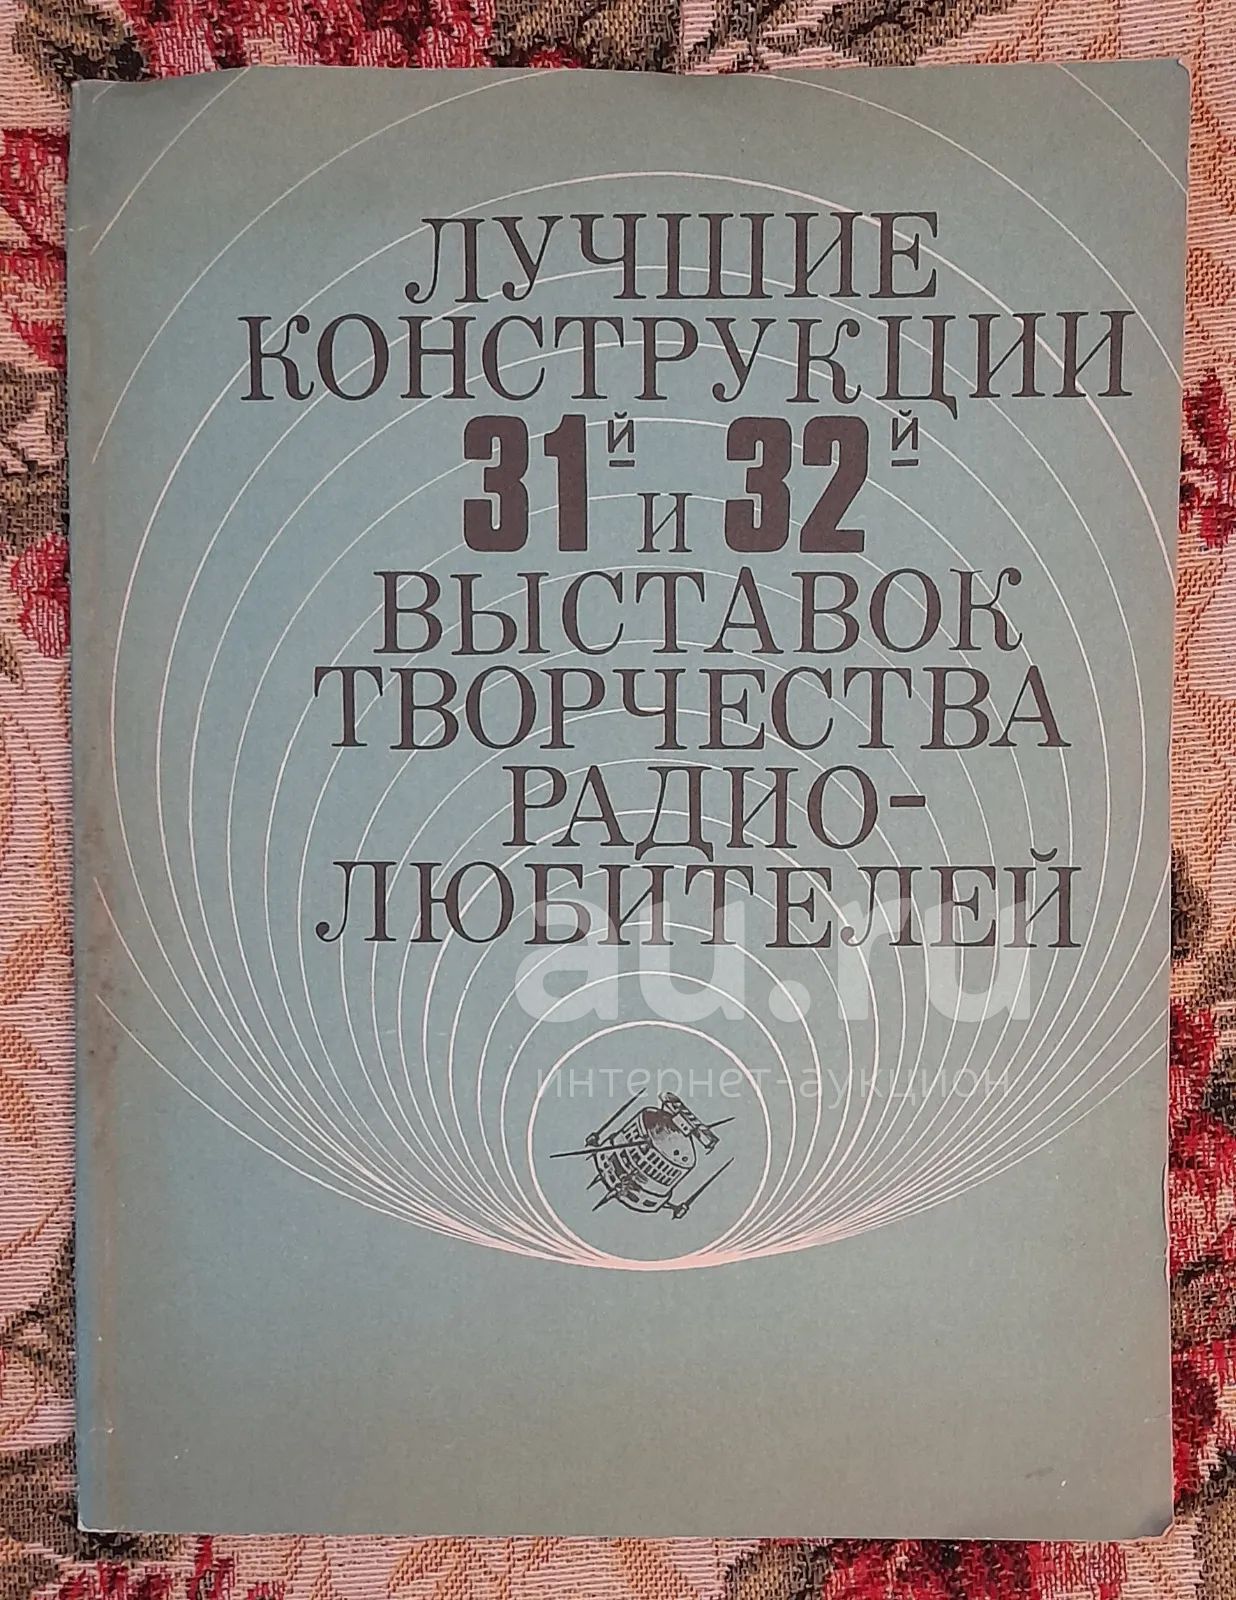 ЛУЧШИЕ
КОНСТРУКЦИИ
31й и 32й
ВЫСТАВОК
ТВОРЧЕСТВА
РАДИО-
ЛЮБИТЕЛЕЙ
au.ru
интернет-аукцион